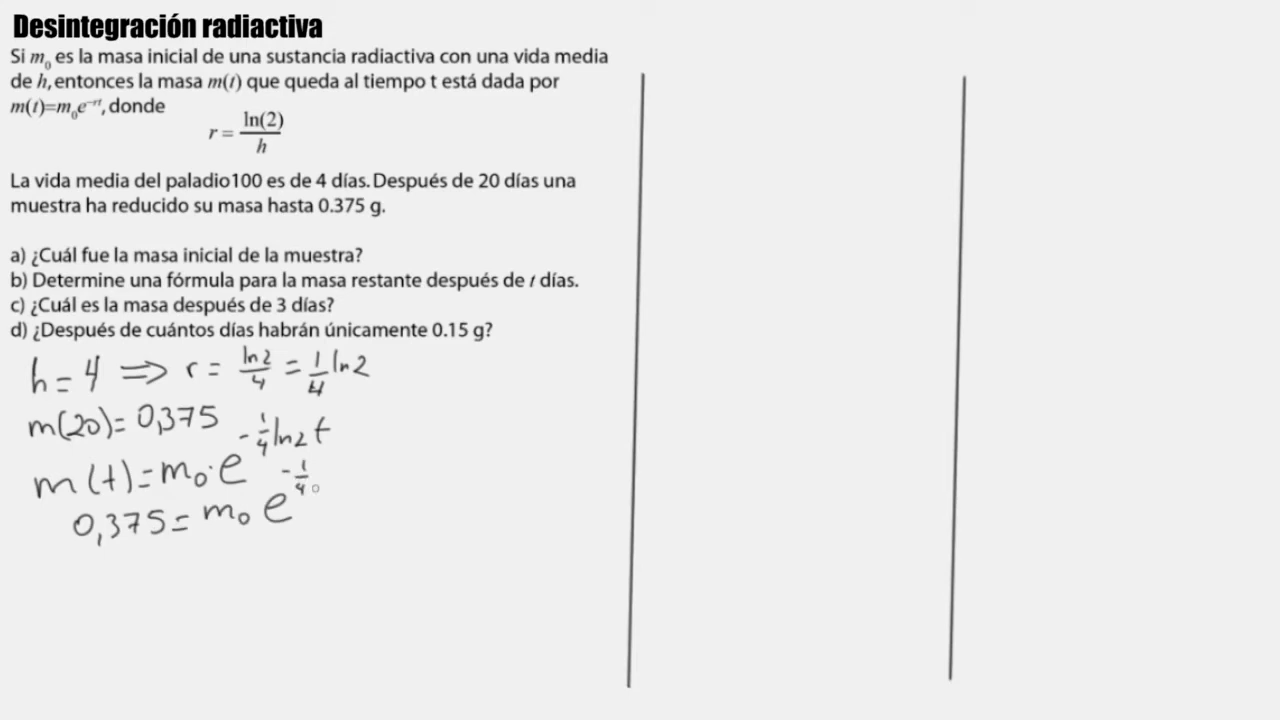 Desintegración radiactiva
Si m₀ es la masa inicial de una sustancia radiactiva con una vida media
de h, entonces la masa m(t) que queda al tiempo t está dada por
m(t)=m₀e⁻ʳᵗ, donde
r = ln(2)/h
La vida media del paladio100 es de 4 días. Después de 20 días una
muestra ha reducido su masa hasta 0.375 g.
a) ¿Cuál fue la masa inicial de la muestra?
b) Determine una fórmula para la masa restante después de t días.
c) ¿Cuál es la masa después de 3 días?
d) ¿Después de cuántos días habrán únicamente 0.15 g?
h = 4 ⟹ r = ln2/4 = 1/4 ln2
m(20) = 0,375
m(t) = m₀·e^(-1/4 ln2 t)
0,375 = m₀ e^(-1/4)